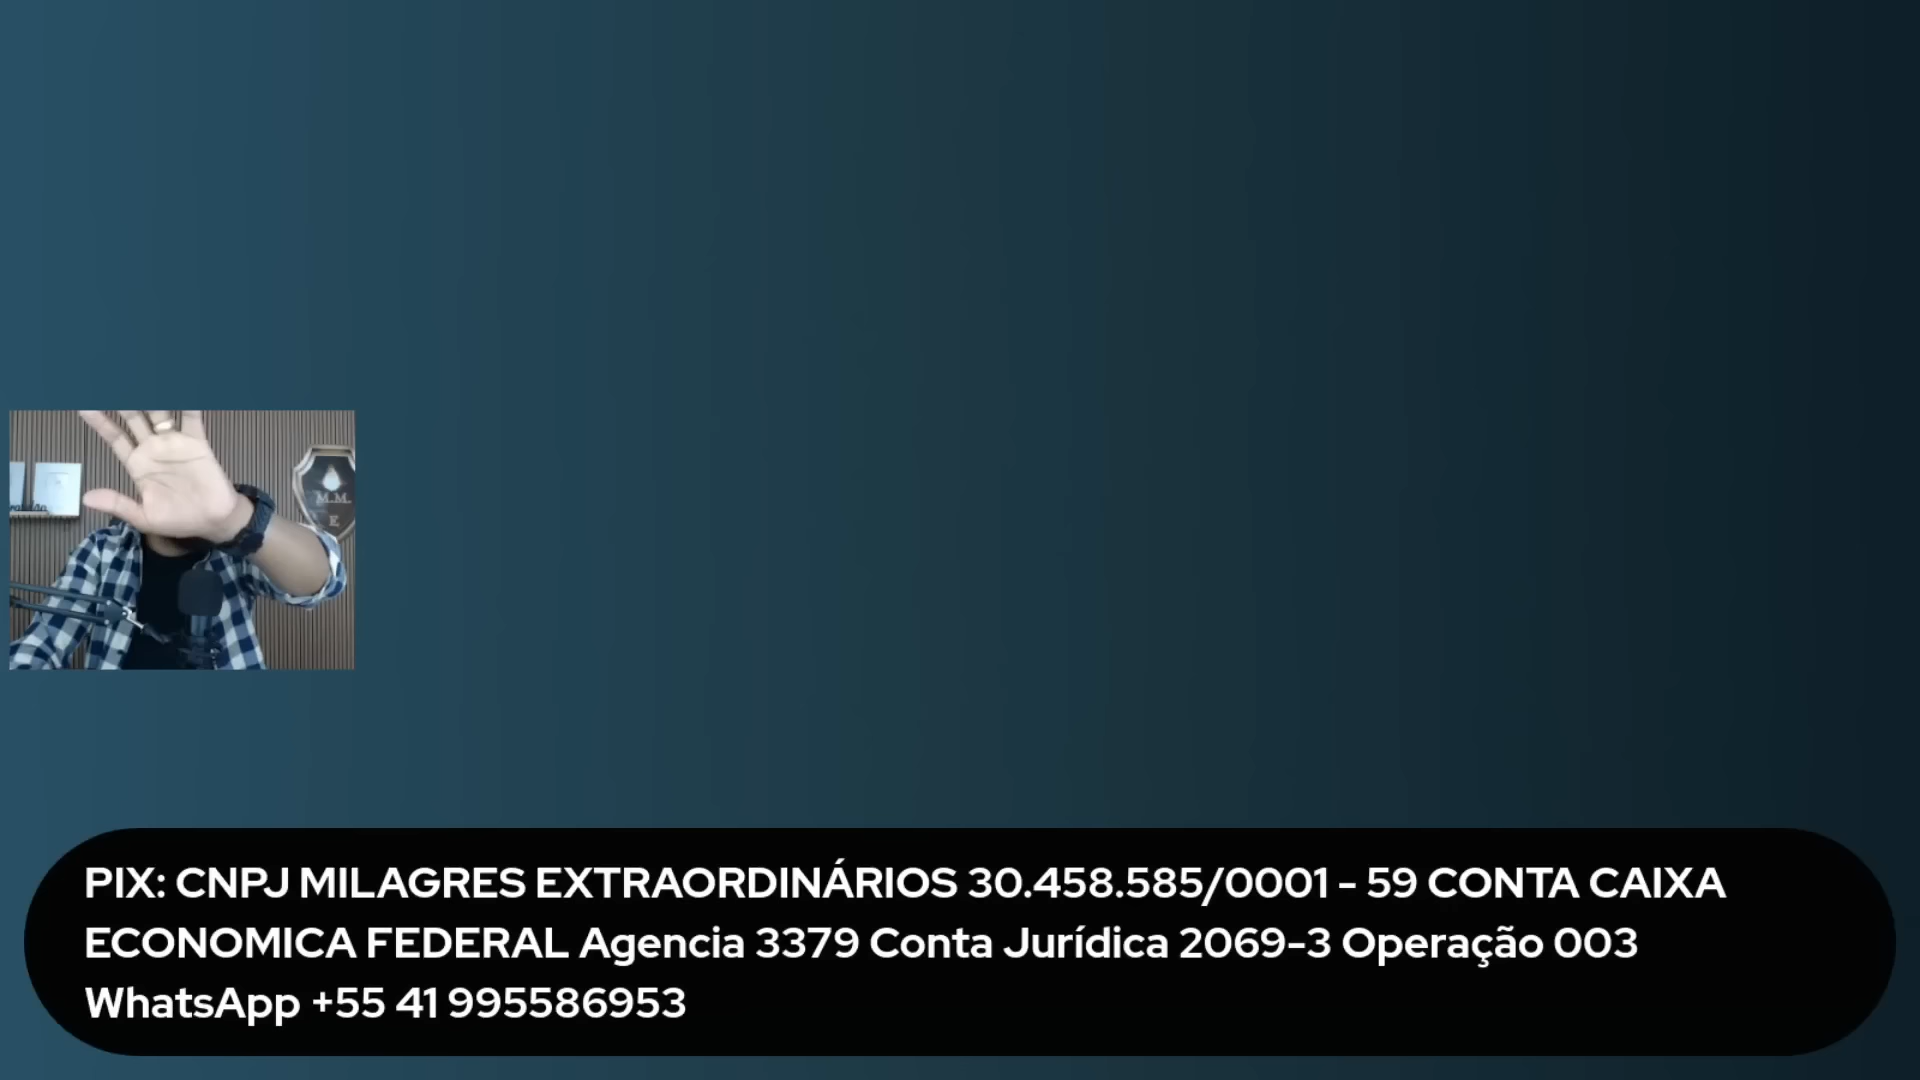 M.M.
E
PIX: CNPJ MILAGRES EXTRAORDINÁRIOS 30.458.585/0001 - 59 CONTA CAIXA
ECONOMICA FEDERAL Agencia 3379 Conta Jurídica 2069-3 Operação 003
WhatsApp +55 41 995586953